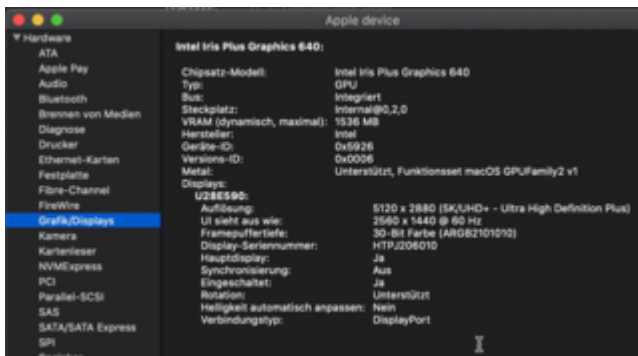 Apple device
Hardware
ATA
Apple Pay
Audio
Bluetooth
Brennen von Medien
Diagnose
Drucker
Ethernet-Karten
Festplatte
Fibre-Channel
FireWire
Grafik/Displays
Kamera
Kartenleser
NVMExpress
PCI
Parallel-SCSI
SAS
SATA/SATA Express
SPI
Intel Iris Plus Graphics 640:
Chipsatz-Modell: Intel Iris Plus Graphics 640
Typ: GPU
Bus: Integriert
Steckplatz: Internal@0,2,0
VRAM (dynamisch, maximal): 1536 MB
Hersteller: Intel
Geräte-ID: 0x5926
Versions-ID: 0x0006
Metal: Unterstützt, Funktionsset macOS GPUFamily2 v1
Displays:
U28E590:
Auflösung: 5120 x 2880 (5K/UHD+ - Ultra High Definition Plus)
UI sieht aus wie: 2560 x 1440 @ 60 Hz
Framepuffertiefe: 30-Bit Farbe (ARGB2101010)
Display-Seriennummer: HTPJ206010
Hauptdisplay: Ja
Synchronisierung: Aus
Eingeschaltet: Ja
Rotation: Unterstützt
Helligkeit automatisch anpassen: Nein
Verbindungstyp: DisplayPort